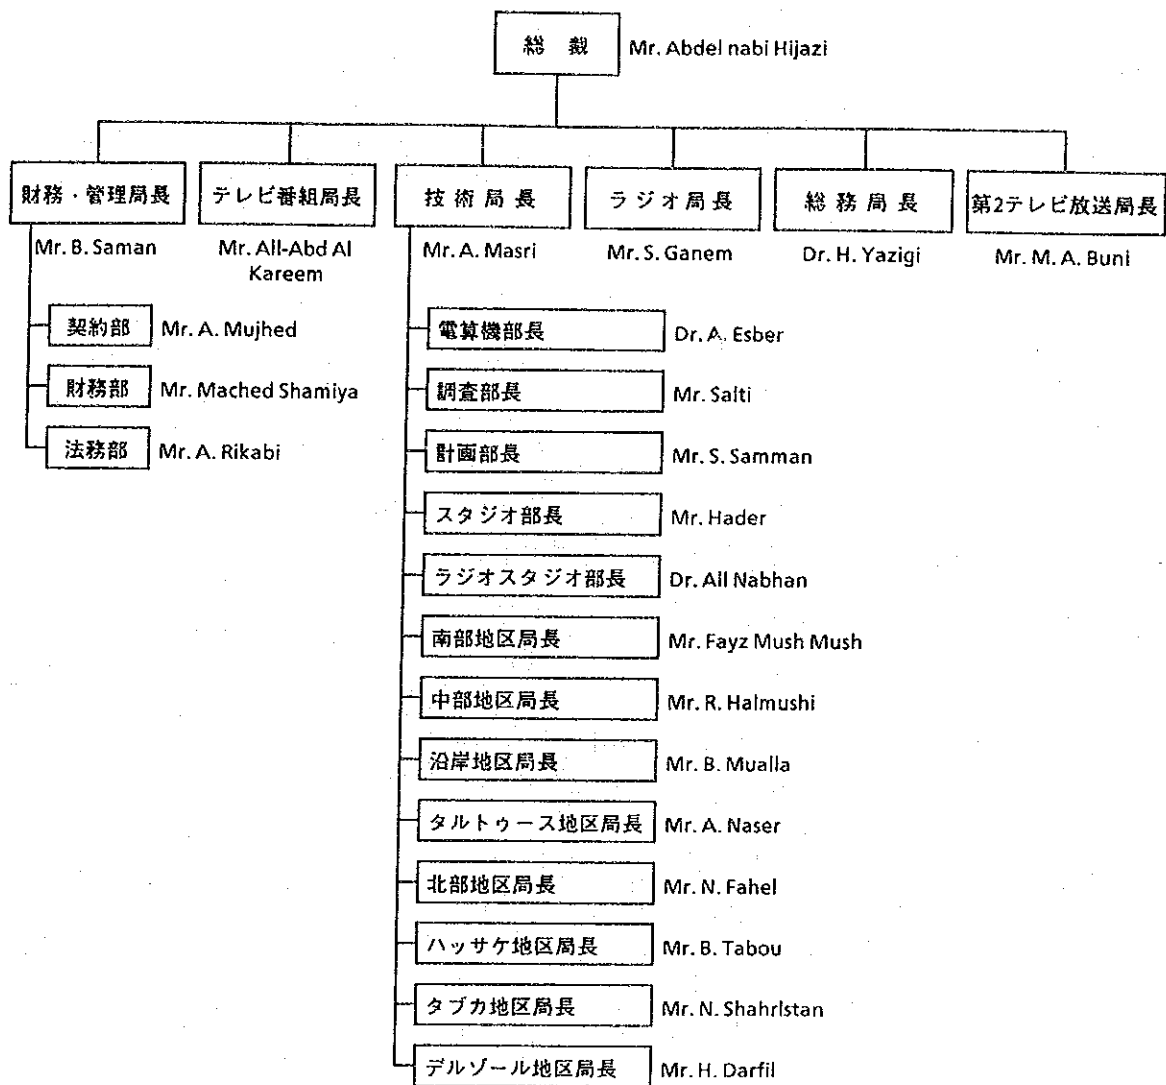 総裁 Mr. Abdel nabi Hijazi
財務・管理局長
テレビ番組局長
技術局長
ラジオ局長
総務局長
第2テレビ放送局長
Mr. B. Saman
Mr. All-Abd Al
Kareem
Mr. A. Masri
Mr. S. Ganem
Dr. H. Yazigi
Mr. M. A. Buni
契約部 Mr. A. Mujhed
財務部 Mr. Mached Shamiya
法務部 Mr. A. Rikabi
電算機部長 Dr. A. Esber
調査部長 Mr. Salti
計画部長 Mr. S. Samman
スタジオ部長 Mr. Hader
ラジオスタジオ部長 Dr. All Nabhan
南部地区局長 Mr. Fayz Mush Mush
中部地区局長 Mr. R. Halmushi
沿岸地区局長 Mr. B. Mualla
タルトゥース地区局長 Mr. A. Naser
北部地区局長 Mr. N. Fahel
ハッサケ地区局長 Mr. B. Tabou
タブカ地区局長 Mr. N. Shahristan
デルゾール地区局長 Mr. H. Darfil